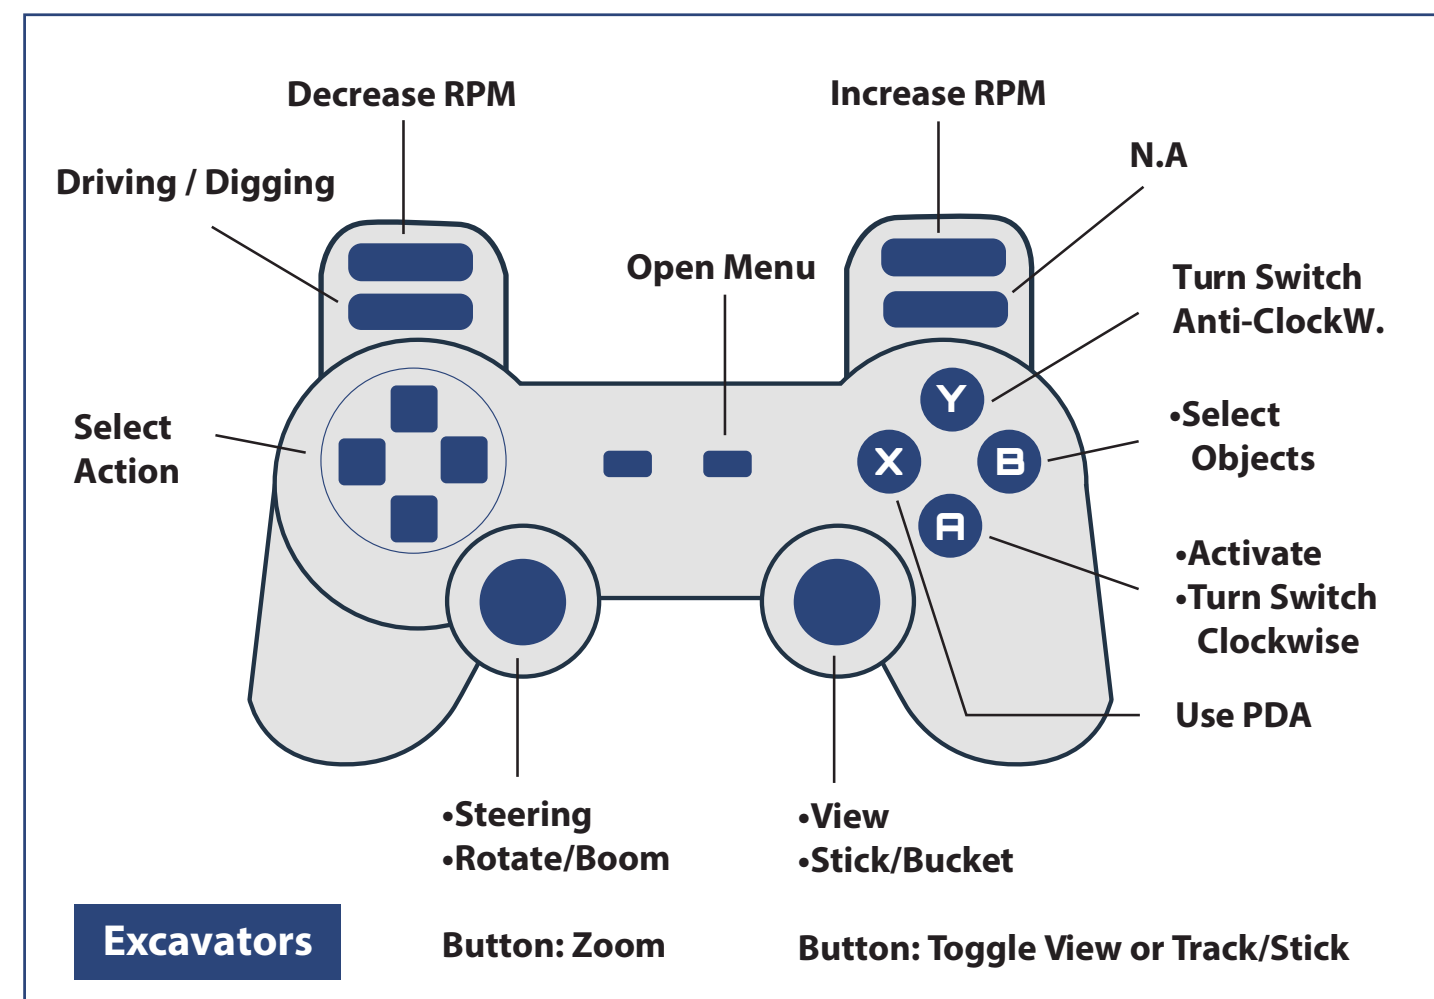 Decrease RPM
Increase RPM
N.A
Driving / Digging
Open Menu
Turn Switch
Anti-ClockW.
Y
•Select
Objects
Select
Action
X
B
A
•Activate
•Turn Switch
Clockwise
Use PDA
•Steering
•Rotate/Boom
•View
•Stick/Bucket
Excavators
Button: Zoom
Button: Toggle View or Track/Stick